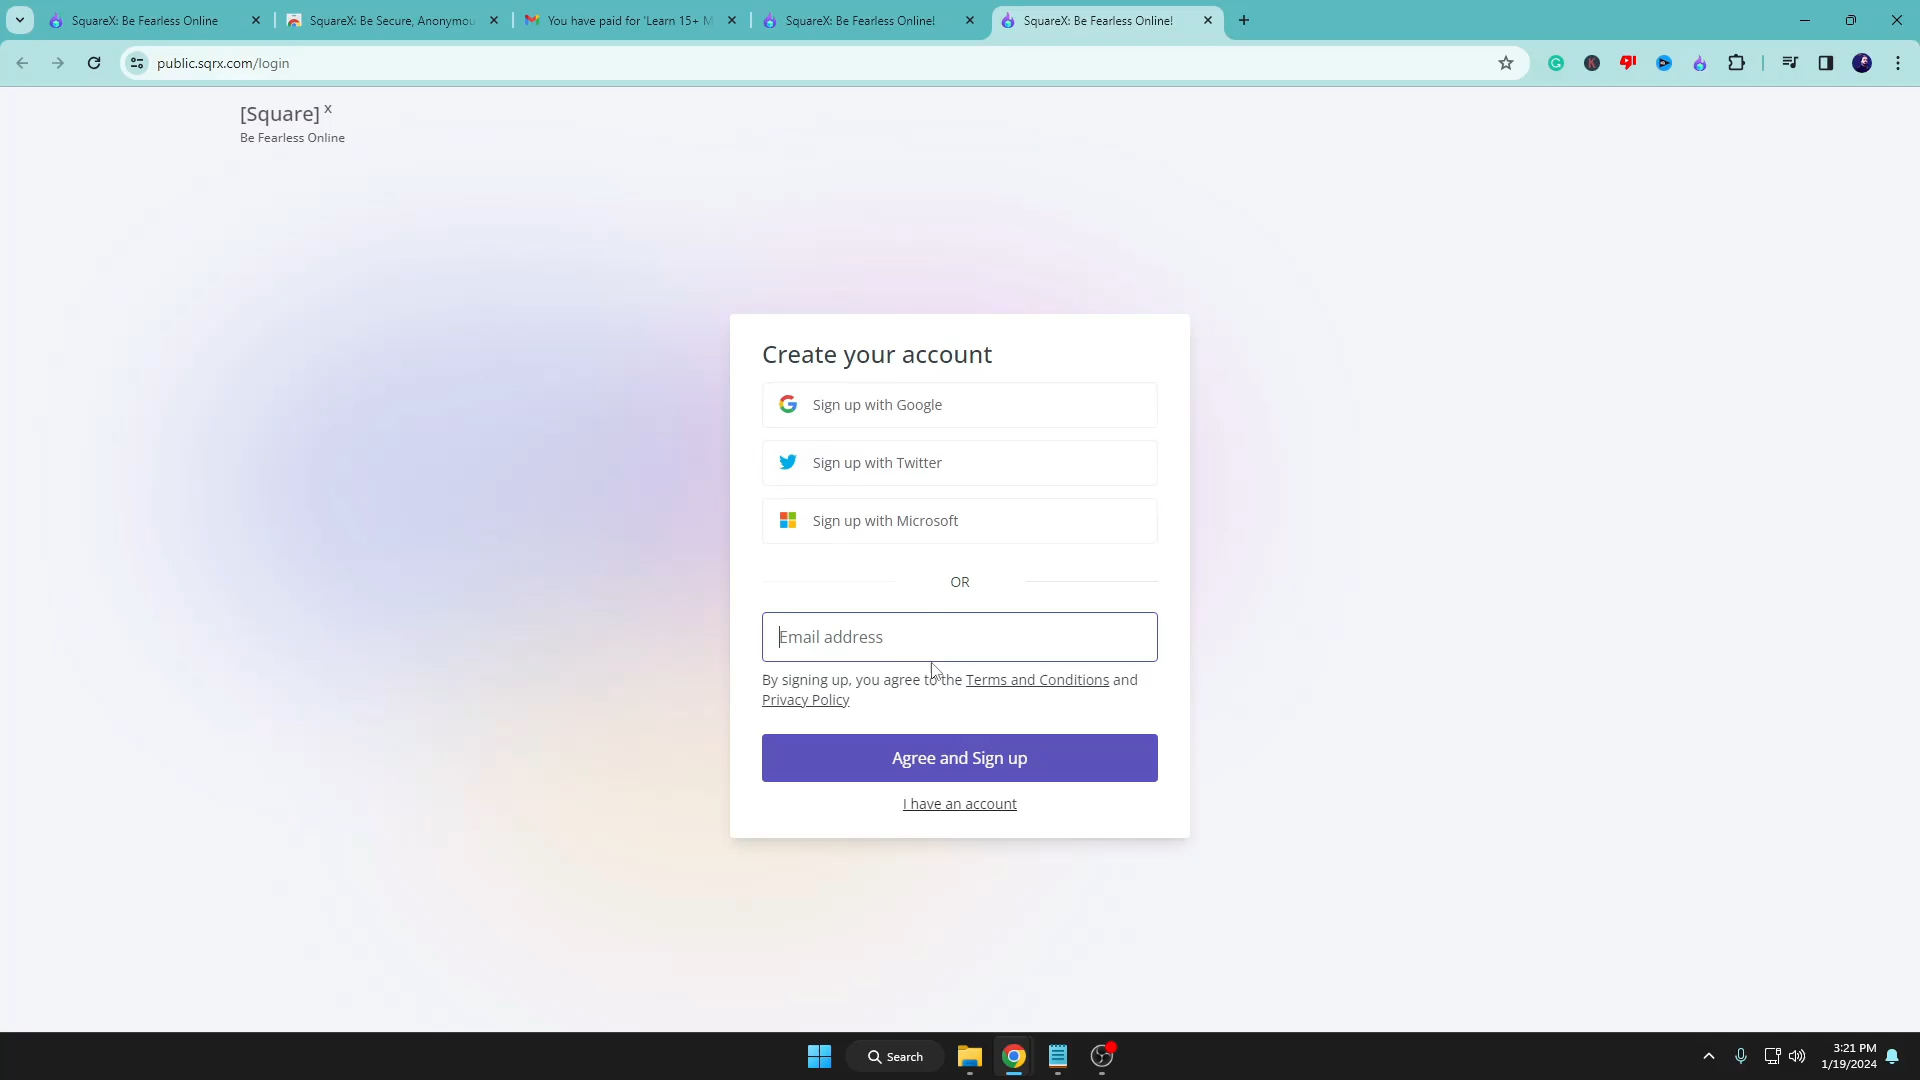 SquareX: Be Fearless Online
SquareX: Be Secure, Anonymou
You have paid for 'Learn 15+ M
SquareX: Be Fearless Online!
SquareX: Be Fearless Online!
public.sqrx.com/login
[Square] x
Be Fearless Online
Create your account
Sign up with Google
Sign up with Twitter
Sign up with Microsoft
OR
Email address
By signing up, you agree to the Terms and Conditions and
Privacy Policy
Agree and Sign up
I have an account
Search
3:21 PM
1/19/2024